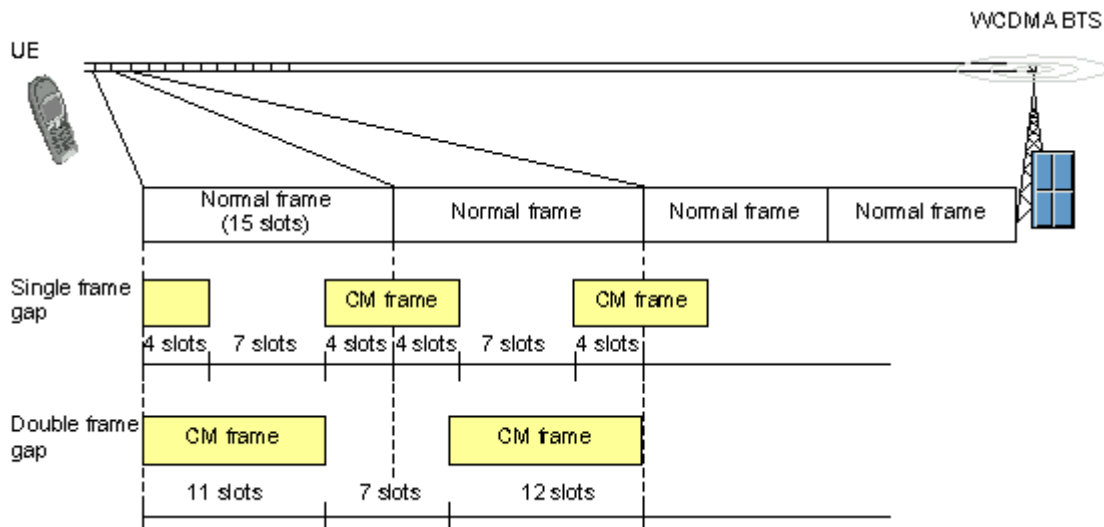 WCDMA BTS
UE
Normal frame
(15 slots)
Normal frame
Normal frame
Normal frame
Single frame
gap
CM frame
CM frame
4 slots
7 slots
4 slots
4 slots
7 slots
4 slots
Double frame
gap
CM frame
CM frame
11 slots
7 slots
12 slots